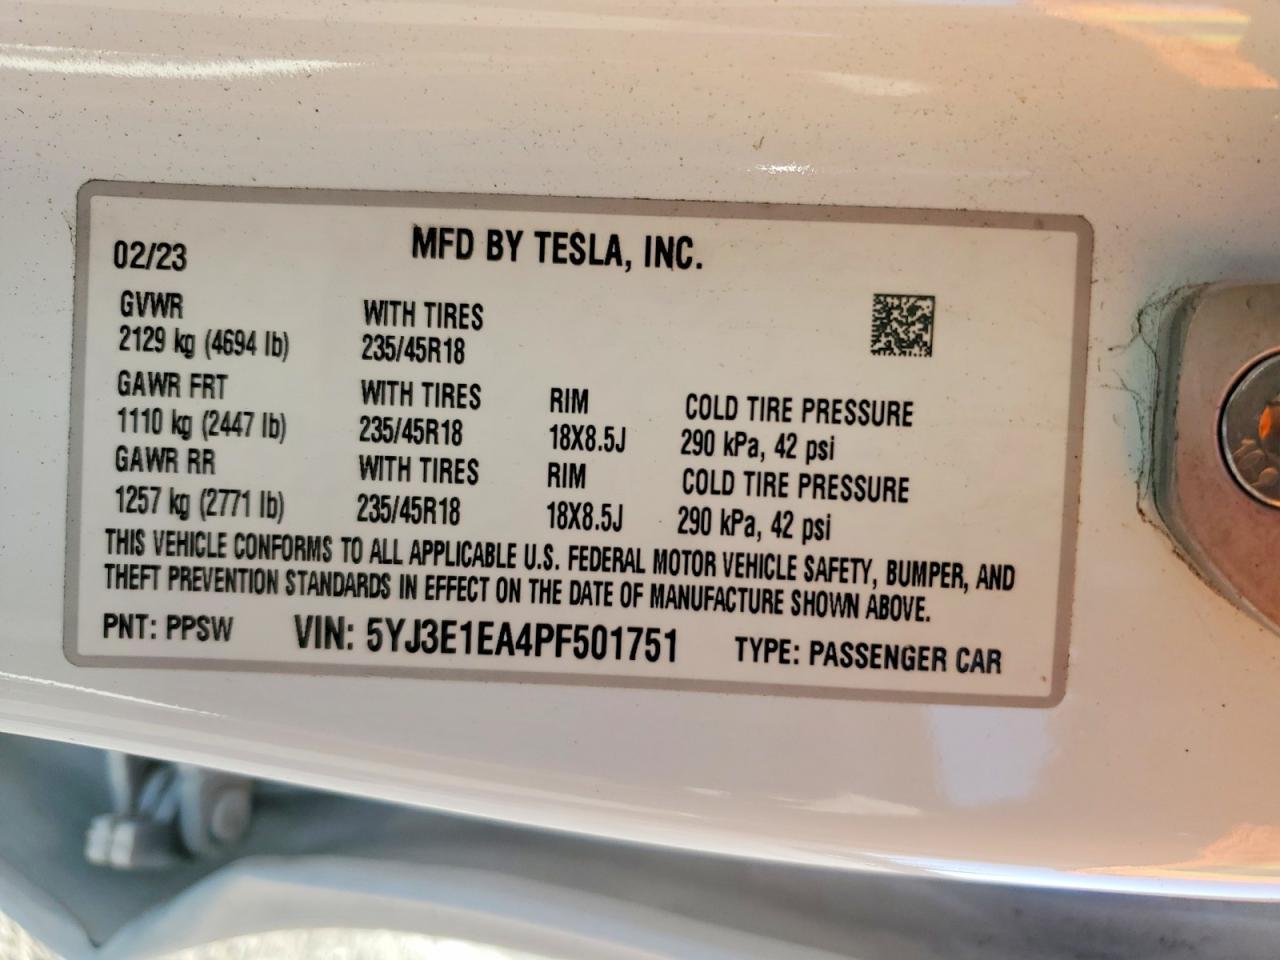 02/23 MFD BY TESLA, INC.
GVWR WITH TIRES
2129 kg (4694 lb) 235/45R18
GAWR FRT WITH TIRES RIM COLD TIRE PRESSURE
1110 kg (2447 lb) 235/45R18 18X8.5J 290 kPa, 42 psi
GAWR RR WITH TIRES RIM COLD TIRE PRESSURE
1257 kg (2771 lb) 235/45R18 18X8.5J 290 kPa, 42 psi
THIS VEHICLE CONFORMS TO ALL APPLICABLE U.S. FEDERAL MOTOR VEHICLE SAFETY, BUMPER, AND
THEFT PREVENTION STANDARDS IN EFFECT ON THE DATE OF MANUFACTURE SHOWN ABOVE.
PNT: PPSW VIN: 5YJ3E1EA4PF501751 TYPE: PASSENGER CAR